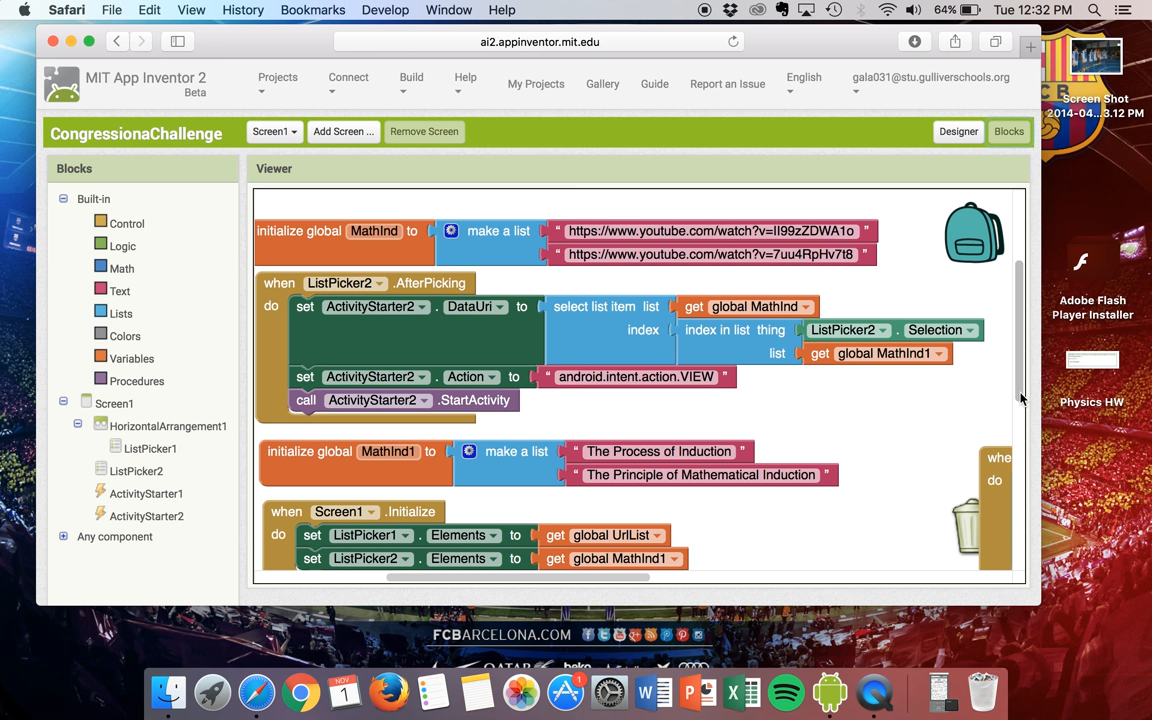 Safari File Edit View History Bookmarks Develop Window Help 64% Tue 12:32 PM
ai2.appinventor.mit.edu
MIT App Inventor 2
Beta
Projects Connect Build Help My Projects Gallery Guide Report an Issue English gala031@stu.gulliverschools.org
CongressionaChallenge Screen1 Add Screen ... Remove Screen Designer Blocks
Blocks
Viewer
Built-in
Control
Logic
Math
Text
Lists
Colors
Variables
Procedures
Screen1
HorizontalArrangement1
ListPicker1
ListPicker2
ActivityStarter1
ActivityStarter2
Any component
initialize global MathInd to make a list " https://www.youtube.com/watch?v=lI99zZDWA1o "
" https://www.youtube.com/watch?v=7uu4RpHv7t8 "
when ListPicker2 .AfterPicking
do set ActivityStarter2 . DataUri to select list item list get global MathInd
index index in list thing ListPicker2 . Selection
list get global MathInd1
set ActivityStarter2 . Action to " android.intent.action.VIEW "
call ActivityStarter2 .StartActivity
initialize global MathInd1 to make a list " The Process of Induction "
" The Principle of Mathematical Induction "
when Screen1 .Initialize
do set ListPicker1 . Elements to get global UrlList
set ListPicker2 . Elements to get global MathInd1
whe
do
Screen Shot
2014-04...3.12 PM
Adobe Flash
Player Installer
Physics HW
FCBARCELONA.COM
QATAR beko
NOV
1
1